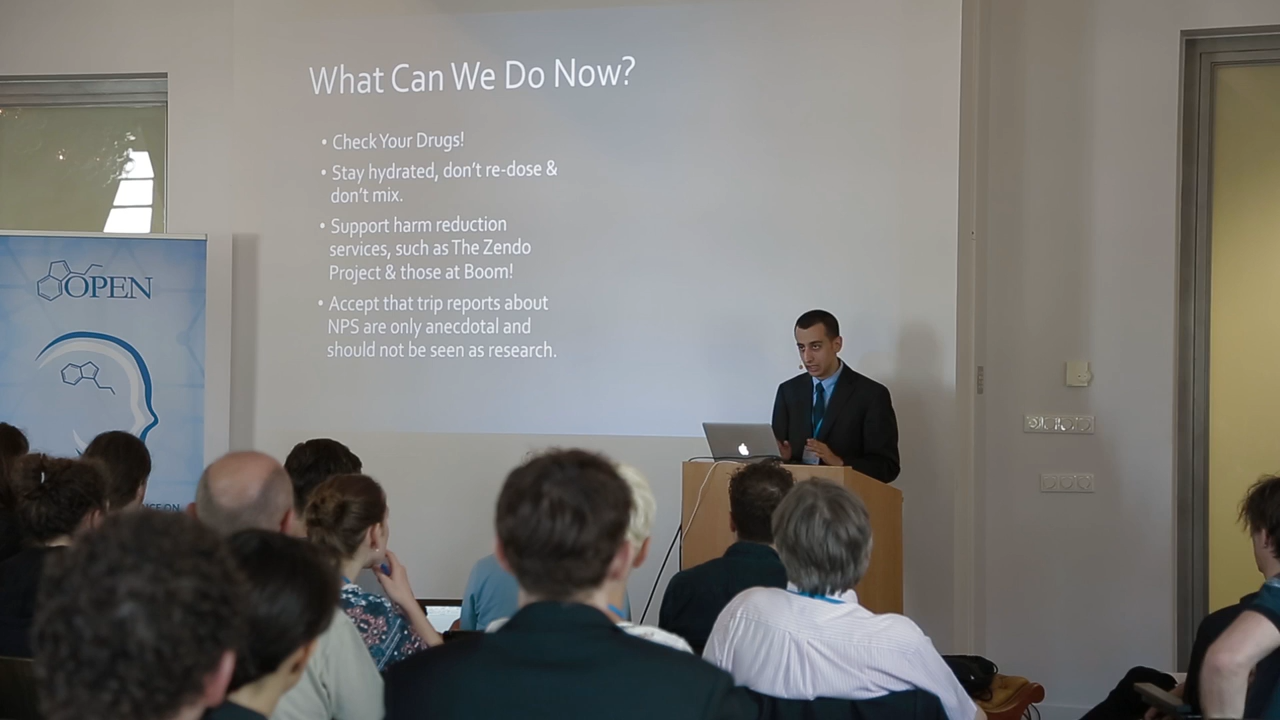 What Can We Do Now?
• Check Your Drugs!
• Stay hydrated, don't re-dose &
don't mix.
• Support harm reduction
services, such as The Zendo
Project & those at Boom!
• Accept that trip reports about
NPS are only anecdotal and
should not be seen as research.
OPEN